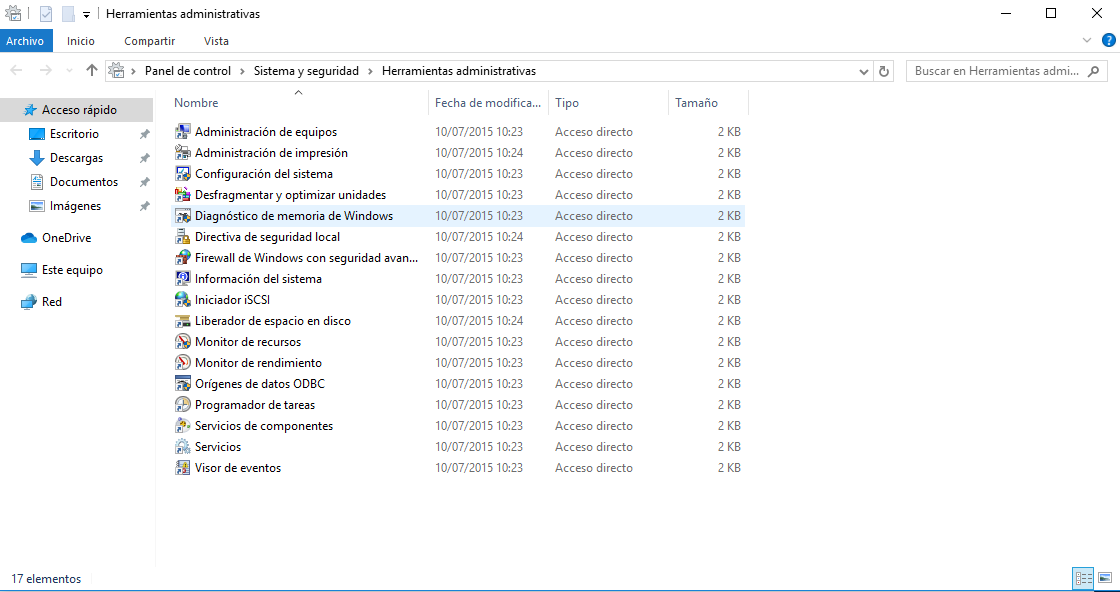 Herramientas administrativas
Archivo Inicio Compartir Vista
Panel de control Sistema y seguridad Herramientas administrativas Buscar en Herramientas admi...
Nombre Fecha de modifica... Tipo Tamaño
Acceso rápido
Escritorio
Descargas
Documentos
Imágenes
OneDrive
Este equipo
Red
Administración de equipos 10/07/2015 10:23 Acceso directo 2 KB
Administración de impresión 10/07/2015 10:24 Acceso directo 2 KB
Configuración del sistema 10/07/2015 10:23 Acceso directo 2 KB
Desfragmentar y optimizar unidades 10/07/2015 10:23 Acceso directo 2 KB
Diagnóstico de memoria de Windows 10/07/2015 10:23 Acceso directo 2 KB
Directiva de seguridad local 10/07/2015 10:24 Acceso directo 2 KB
Firewall de Windows con seguridad avan... 10/07/2015 10:23 Acceso directo 2 KB
Información del sistema 10/07/2015 10:23 Acceso directo 2 KB
Iniciador iSCSI 10/07/2015 10:23 Acceso directo 2 KB
Liberador de espacio en disco 10/07/2015 10:24 Acceso directo 2 KB
Monitor de recursos 10/07/2015 10:23 Acceso directo 2 KB
Monitor de rendimiento 10/07/2015 10:23 Acceso directo 2 KB
Orígenes de datos ODBC 10/07/2015 10:23 Acceso directo 2 KB
Programador de tareas 10/07/2015 10:23 Acceso directo 2 KB
Servicios de componentes 10/07/2015 10:23 Acceso directo 2 KB
Servicios 10/07/2015 10:23 Acceso directo 2 KB
Visor de eventos 10/07/2015 10:23 Acceso directo 2 KB
17 elementos